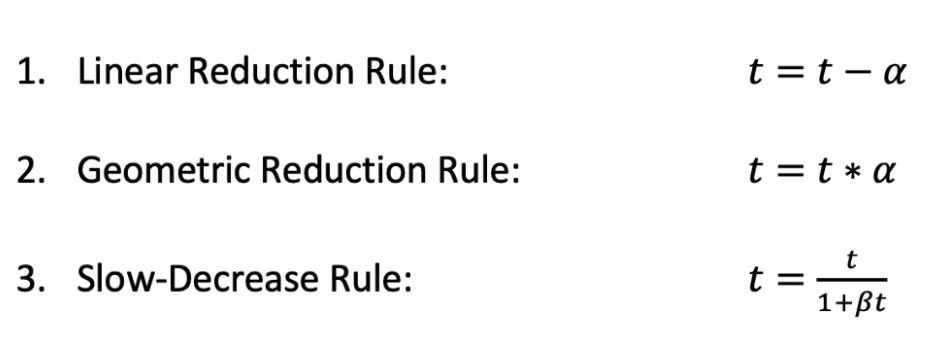 1. Linear Reduction Rule: t = t − α
2. Geometric Reduction Rule: t = t * α
3. Slow-Decrease Rule: t = t / (1+βt)